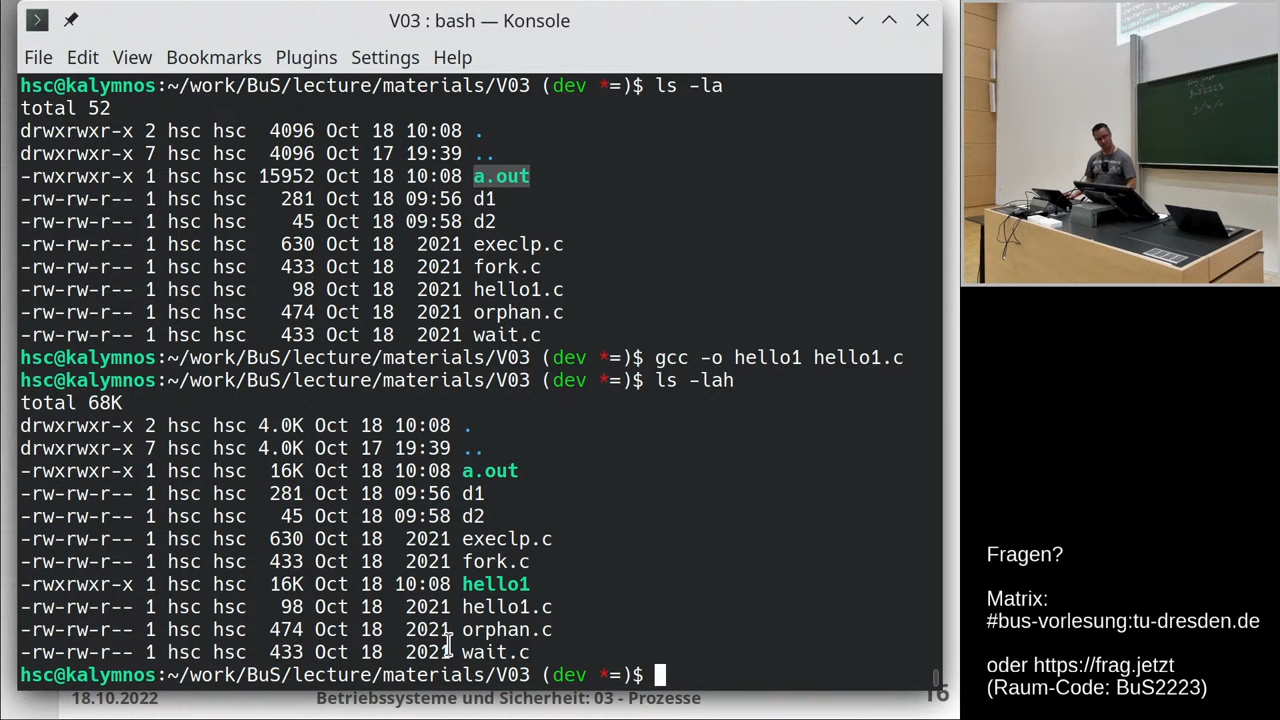 V03 : bash — Konsole
File Edit View Bookmarks Plugins Settings Help
hsc@kalymnos:~/work/BuS/lecture/materials/V03 (dev *=)$ ls -la
total 52
drwxrwxr-x 2 hsc hsc 4096 Oct 18 10:08 .
drwxrwxr-x 7 hsc hsc 4096 Oct 17 19:39 ..
-rwxrwxr-x 1 hsc hsc 15952 Oct 18 10:08 a.out
-rw-rw-r-- 1 hsc hsc 281 Oct 18 09:56 d1
-rw-rw-r-- 1 hsc hsc 45 Oct 18 09:58 d2
-rw-rw-r-- 1 hsc hsc 630 Oct 18 2021 execlp.c
-rw-rw-r-- 1 hsc hsc 433 Oct 18 2021 fork.c
-rw-rw-r-- 1 hsc hsc 98 Oct 18 2021 hello1.c
-rw-rw-r-- 1 hsc hsc 474 Oct 18 2021 orphan.c
-rw-rw-r-- 1 hsc hsc 433 Oct 18 2021 wait.c
hsc@kalymnos:~/work/BuS/lecture/materials/V03 (dev *=)$ gcc -o hello1 hello1.c
hsc@kalymnos:~/work/BuS/lecture/materials/V03 (dev *=)$ ls -lah
total 68K
drwxrwxr-x 2 hsc hsc 4.0K Oct 18 10:08 .
drwxrwxr-x 7 hsc hsc 4.0K Oct 17 19:39 ..
-rwxrwxr-x 1 hsc hsc 16K Oct 18 10:08 a.out
-rw-rw-r-- 1 hsc hsc 281 Oct 18 09:56 d1
-rw-rw-r-- 1 hsc hsc 45 Oct 18 09:58 d2
-rw-rw-r-- 1 hsc hsc 630 Oct 18 2021 execlp.c
-rw-rw-r-- 1 hsc hsc 433 Oct 18 2021 fork.c
-rwxrwxr-x 1 hsc hsc 16K Oct 18 10:08 hello1
-rw-rw-r-- 1 hsc hsc 98 Oct 18 2021 hello1.c
-rw-rw-r-- 1 hsc hsc 474 Oct 18 2021 orphan.c
-rw-rw-r-- 1 hsc hsc 433 Oct 18 2021 wait.c
hsc@kalymnos:~/work/BuS/lecture/materials/V03 (dev *=)$
18.10.2022 Betriebssysteme und Sicherheit: 03 - Prozesse 16
Fragen?
Matrix:
#bus-vorlesung:tu-dresden.de
oder https://frag.jetzt
(Raum-Code: BuS2223)